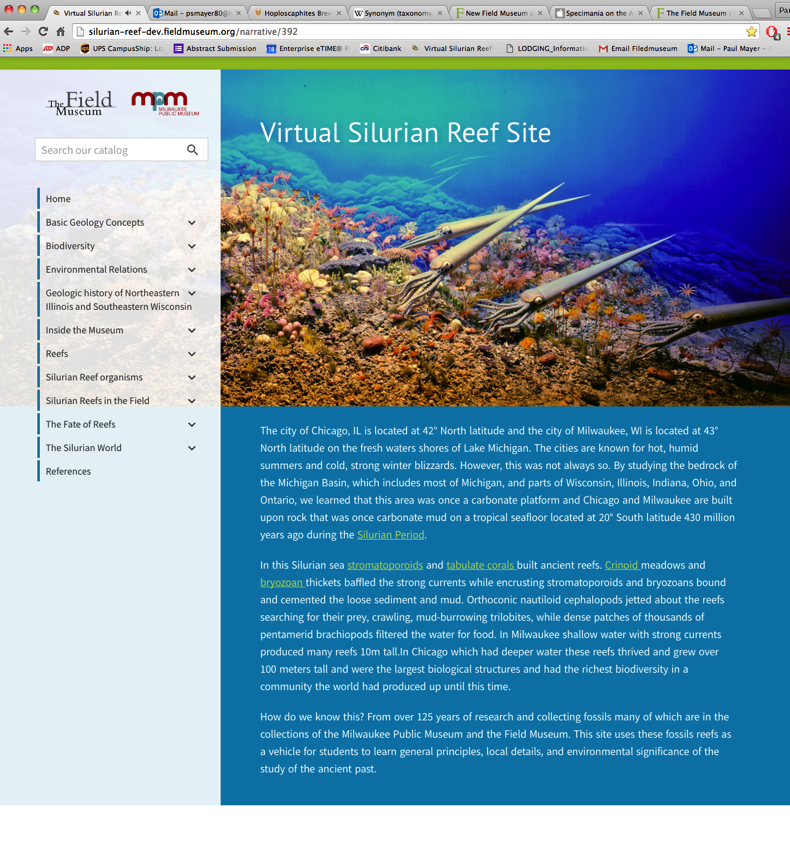 Virtual Silurian Re
Mail – psmayer80@
Hoploscaphites Brev
Synonym (taxonomy
New Field Museum a
Specimania on the A
The Field Museum |
silurian-reef-dev.fieldmuseum.org/narrative/392
Apps
ADP
UPS CampusShip: Lo
Abstract Submission
18 Enterprise eTIME® P
Citibank
Virtual Silurian Reef
LODGING_Informatio
Email Filedmuseum
Mail – Paul Mayer –
The Field Museum
mpm
MILWAUKEE PUBLIC MUSEUM
Search our catalog
Home
Basic Geology Concepts
Biodiversity
Environmental Relations
Geologic history of Northeastern
Illinois and Southeastern Wisconsin
Inside the Museum
Reefs
Silurian Reef organisms
Silurian Reefs in the Field
The Fate of Reefs
The Silurian World
References
Virtual Silurian Reef Site
The city of Chicago, IL is located at 42° North latitude and the city of Milwaukee, WI is located at 43°
North latitude on the fresh waters shores of Lake Michigan. The cities are known for hot, humid
summers and cold, strong winter blizzards. However, this was not always so. By studying the bedrock of
the Michigan Basin, which includes most of Michigan, and parts of Wisconsin, Illinois, Indiana, Ohio, and
Ontario, we learned that this area was once a carbonate platform and Chicago and Milwaukee are built
upon rock that was once carbonate mud on a tropical seafloor located at 20° South latitude 430 million
years ago during the Silurian Period.
In this Silurian sea stromatoporoids and tabulate corals built ancient reefs. Crinoid meadows and
bryozoan thickets baffled the strong currents while encrusting stromatoporoids and bryozoans bound
and cemented the loose sediment and mud. Orthoconic nautiloid cephalopods jetted about the reefs
searching for their prey, crawling, mud-burrowing trilobites, while dense patches of thousands of
pentamerid brachiopods filtered the water for food. In Milwaukee shallow water with strong currents
produced many reefs 10m tall.In Chicago which had deeper water these reefs thrived and grew over
100 meters tall and were the largest biological structures and had the richest biodiversity in a
community the world had produced up until this time.
How do we know this? From over 125 years of research and collecting fossils many of which are in the
collections of the Milwaukee Public Museum and the Field Museum. This site uses these fossils reefs as
a vehicle for students to learn general principles, local details, and environmental significance of the
study of the ancient past.